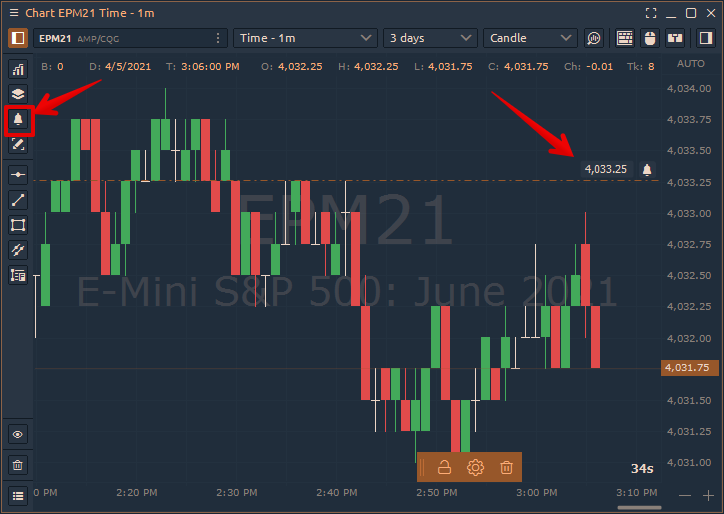 Chart EPM21 Time - 1m
EPM21 AMP/CQG Time - 1m 3 days Candle
B: 0 D: 4/5/2021 T: 3:06:00 PM O: 4,032.25 H: 4,032.25 L: 4,031.75 C: 4,031.75 Ch: -0.01 Tk: 8 AUTO
4,034.00
4,033.75
4,033.50
4,033.25
4,033.25
4,033.00
EPM21
4,032.75
4,032.50
E-Mini S&P 500: June 2021
4,032.25
4,032.00
4,031.75
4,031.50
4,031.25
4,031.00
34s
0 PM 2:20 PM 2:30 PM 2:40 PM 2:50 PM 3:00 PM 3:10 PM